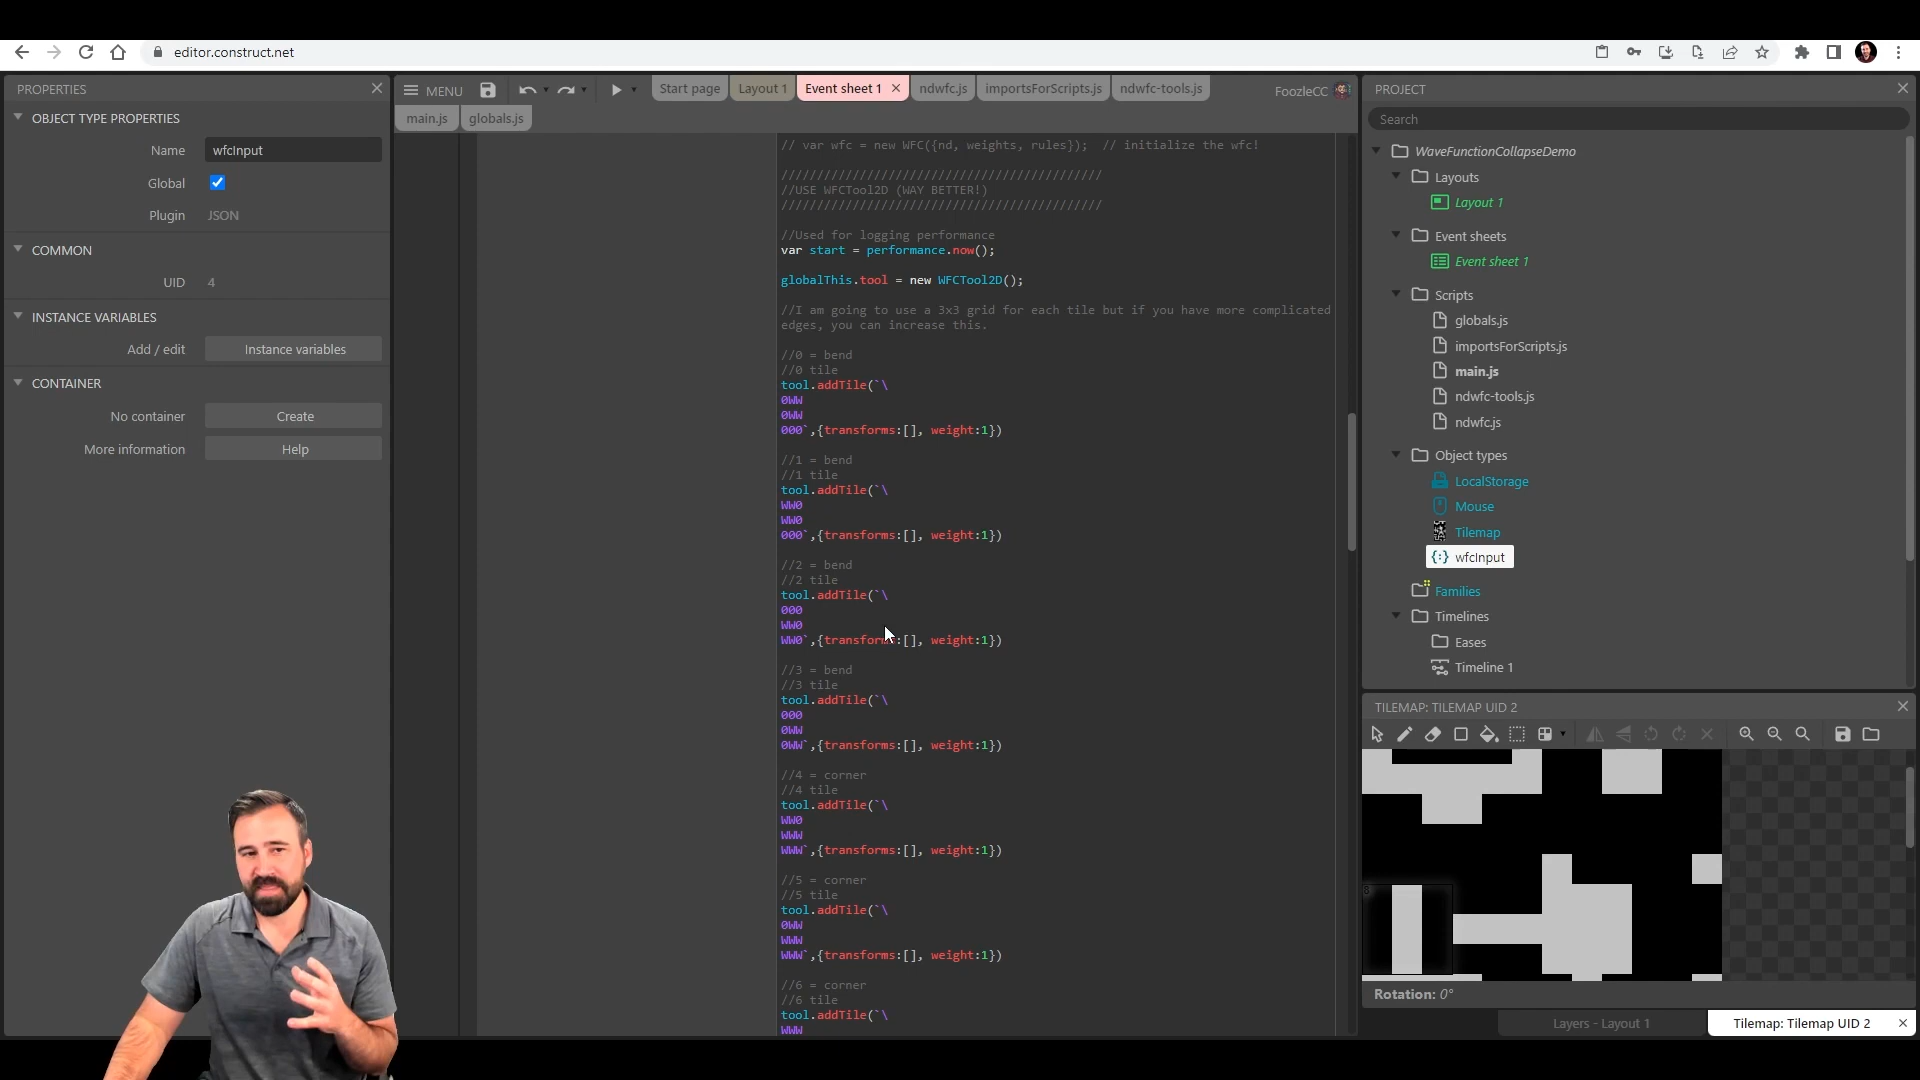 editor.construct.net
PROPERTIES
OBJECT TYPE PROPERTIES
Name wfcInput
Global
Plugin JSON
COMMON
UID 4
INSTANCE VARIABLES
Add / edit Instance variables
CONTAINER
No container Create
More information Help
MENU
Start page Layout 1 Event sheet 1 ndwfc.js importsForScripts.js ndwfc-tools.js
FoozleCC
main.js globals.js
// var wfc = new WFC({nd, weights, rules});  // initialize the wfc!
////////////////////////////////////////////
//USE WFCTool2D (WAY BETTER!)
////////////////////////////////////////////
//Used for logging performance
var start = performance.now();
globalThis.tool = new WFCTool2D();
//I am going to use a 3x3 grid for each tile but if you have more complicated
edges, you can increase this.
//0 = bend
//0 tile
tool.addTile(`\
0WW
0WW
000`,{transforms:[], weight:1})
//1 = bend
//1 tile
tool.addTile(`\
WW0
WW0
000`,{transforms:[], weight:1})
//2 = bend
//2 tile
tool.addTile(`\
000
WW0
WW0`,{transforms:[], weight:1})
//3 = bend
//3 tile
tool.addTile(`\
000
0WW
0WW`,{transforms:[], weight:1})
//4 = corner
//4 tile
tool.addTile(`\
WW0
WWW
WWW`,{transforms:[], weight:1})
//5 = corner
//5 tile
tool.addTile(`\
0WW
WWW
WWW`,{transforms:[], weight:1})
//6 = corner
//6 tile
tool.addTile(`\
WWW
PROJECT
Search
WaveFunctionCollapseDemo
Layouts
Layout 1
Event sheets
Event sheet 1
Scripts
globals.js
importsForScripts.js
main.js
ndwfc-tools.js
ndwfc.js
Object types
LocalStorage
Mouse
Tilemap
wfcInput
Families
Timelines
Eases
Timeline 1
TILEMAP: TILEMAP UID 2
Rotation: 0°
Layers - Layout 1 Tilemap: Tilemap UID 2